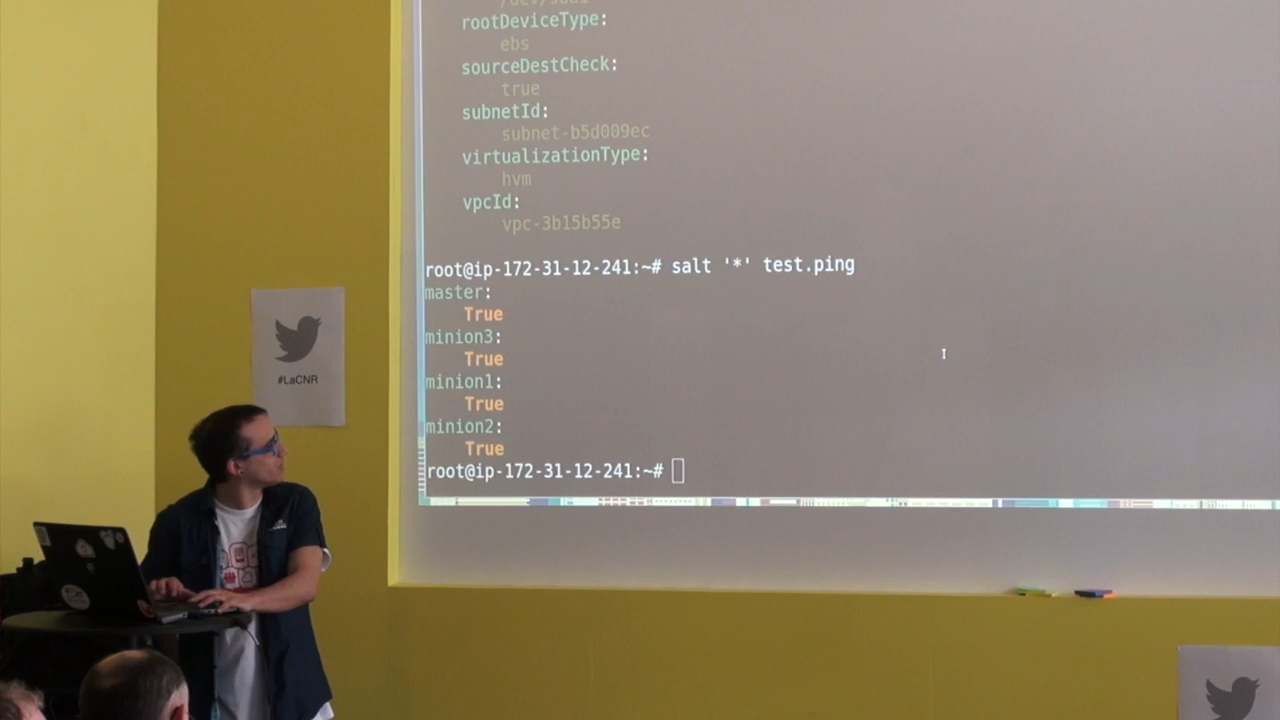 rootDeviceType:
ebs
sourceDestCheck:
true
subnetId:
subnet-b5d009ec
virtualizationType:
hvm
vpcId:
vpc-3b15b55e
root@ip-172-31-12-241:~# salt '*' test.ping
master:
True
minion3:
True
minion1:
True
minion2:
True
root@ip-172-31-12-241:~#
#LaCNR